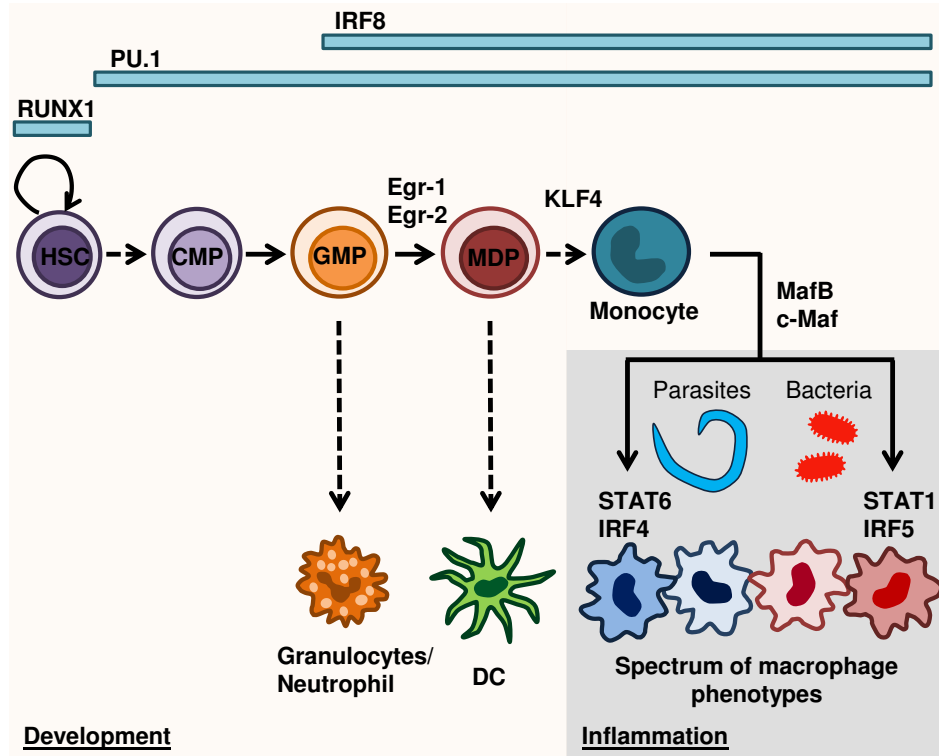 IRF8
PU.1
RUNX1
Egr-1
Egr-2
KLF4
HSC
CMP
GMP
MDP
Monocyte
MafB
c-Maf
Parasites
Bacteria
STAT6
IRF4
STAT1
IRF5
Granulocytes/
Neutrophil
DC
Spectrum of macrophage
phenotypes
Development
Inflammation